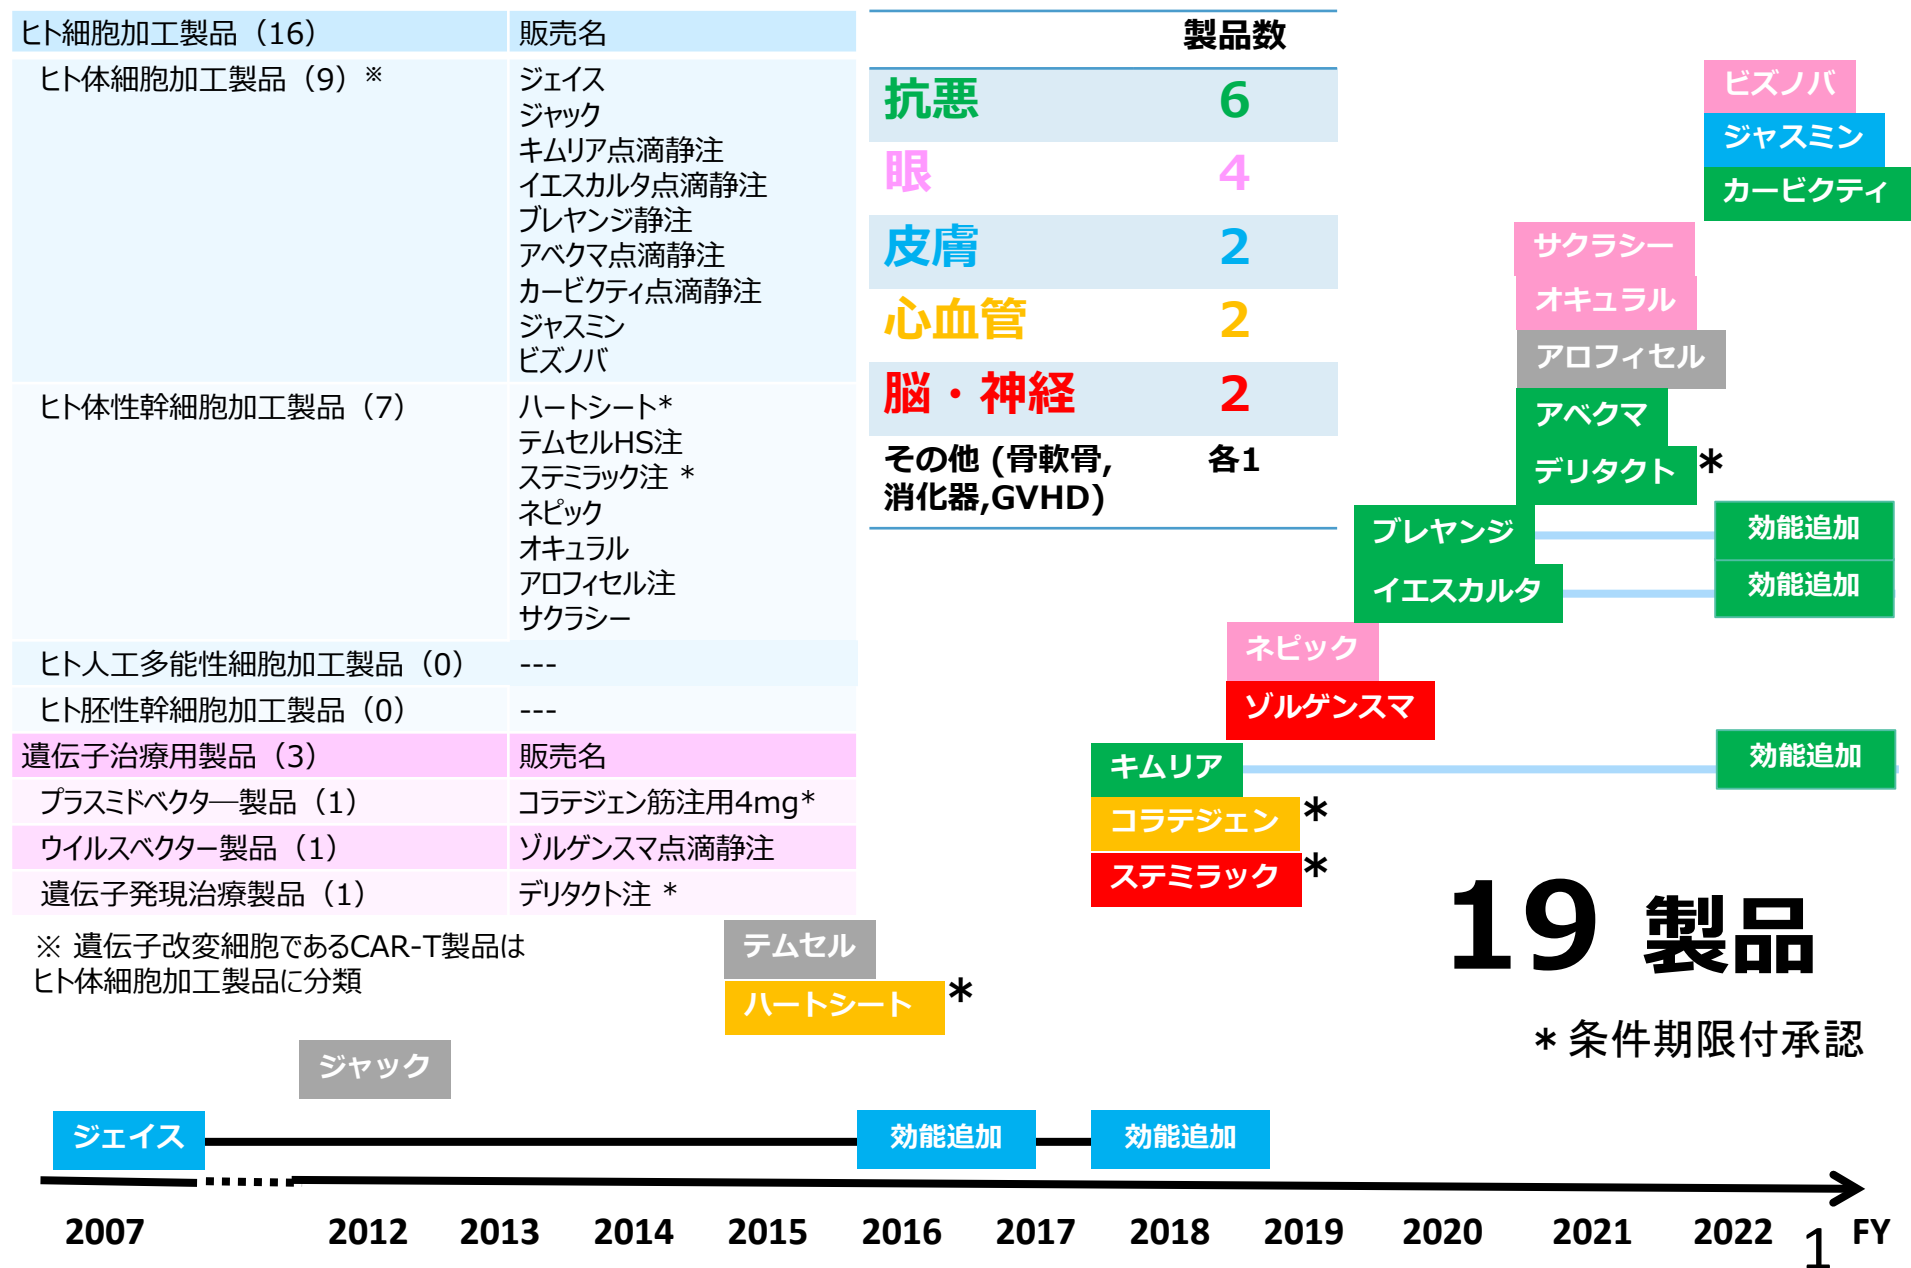 ヒト細胞加工製品（16） 販売名
ヒト体細胞加工製品（9）※ ジェイス
ジャック
キムリア点滴静注
イエスカルタ点滴静注
ブレヤンジ静注
アベクマ点滴静注
カービクティ点滴静注
ジャスミン
ビズノバ
ヒト体性幹細胞加工製品（7） ハートシート*
テムセルHS注
ステミラック注 *
ネピック
オキュラル
アロフィセル注
サクラシー
ヒト人工多能性細胞加工製品（0） ---
ヒト胚性幹細胞加工製品（0） ---
遺伝子治療用製品（3） 販売名
プラスミドベクタ―製品（1） コラテジェン筋注用4mg*
ウイルスベクター製品（1） ゾルゲンスマ点滴静注
遺伝子発現治療製品（1） デリタクト注 *
※ 遺伝子改変細胞であるCAR-T製品は
ヒト体細胞加工製品に分類
製品数
抗悪 6
眼 4
皮膚 2
心血管 2
脳・神経 2
その他 (骨軟骨, 各1
消化器,GVHD)
ビズノバ
ジャスミン
カービクティ
サクラシー
オキュラル
アロフィセル
アベクマ
デリタクト *
ブレヤンジ 効能追加
イエスカルタ 効能追加
ネピック
ゾルゲンスマ
キムリア 効能追加
コラテジェン *
ステミラック *
テムセル
ハートシート *
ジャック
ジェイス 効能追加 効能追加
19 製品
* 条件期限付承認
2007 2012 2013 2014 2015 2016 2017 2018 2019 2020 2021 2022 FY
1